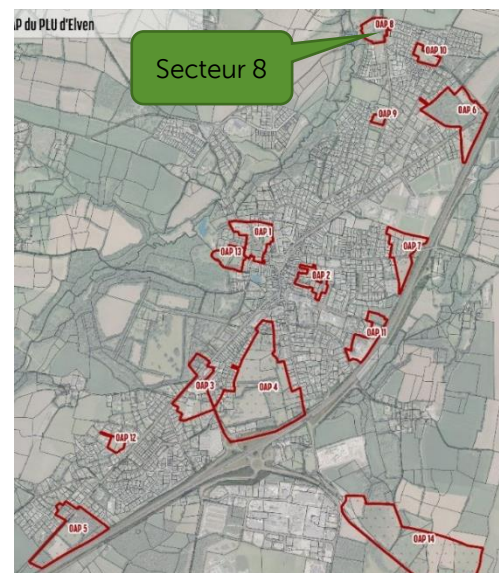 AP du PLU d'Elven
OAP 8
Secteur 8
OAP 10
OAP 6
OAP 9
OAP 1
OAP 7
OAP 13
OAP 2
OAP 11
OAP 3
OAP 4
OAP 12
OAP 5
OAP 14